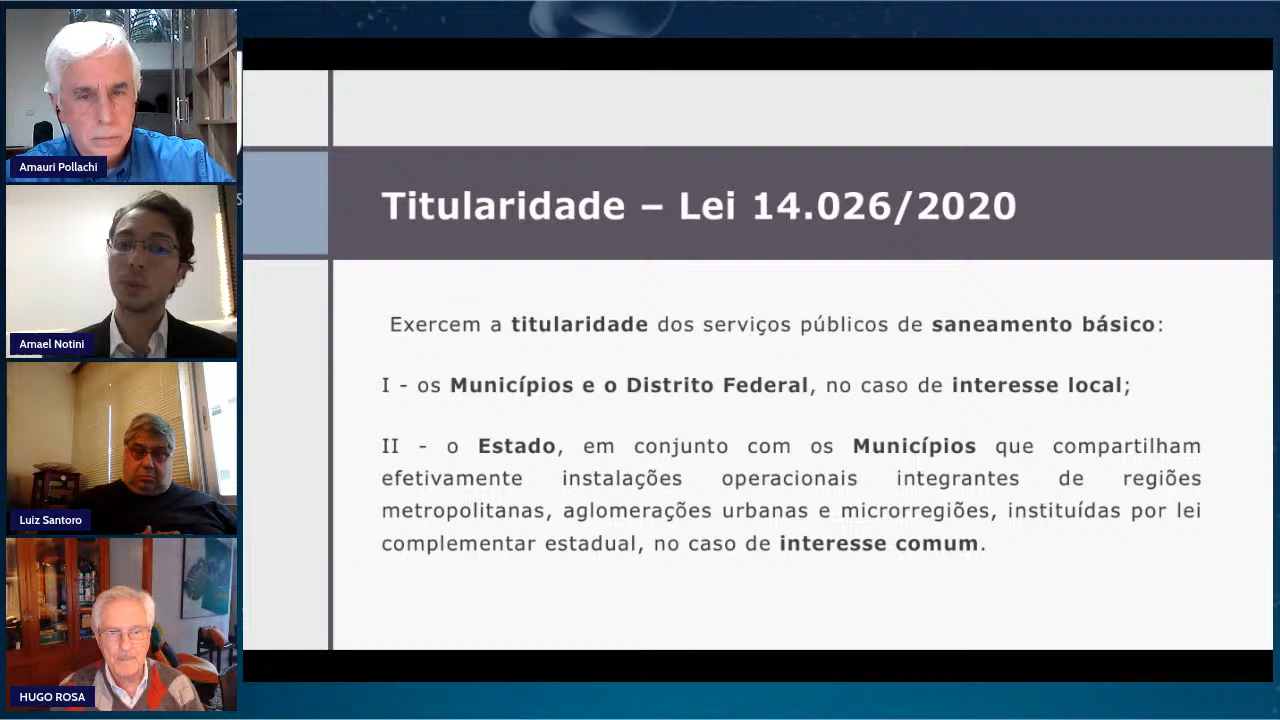 Amauri Pollachi
Amael Notini
Luiz Santoro
HUGO ROSA
Titularidade – Lei 14.026/2020
Exercem a titularidade dos serviços públicos de saneamento básico:
I - os Municípios e o Distrito Federal, no caso de interesse local;
II - o Estado, em conjunto com os Municípios que compartilham
efetivamente instalações operacionais integrantes de regiões
metropolitanas, aglomerações urbanas e microrregiões, instituídas por lei
complementar estadual, no caso de interesse comum.